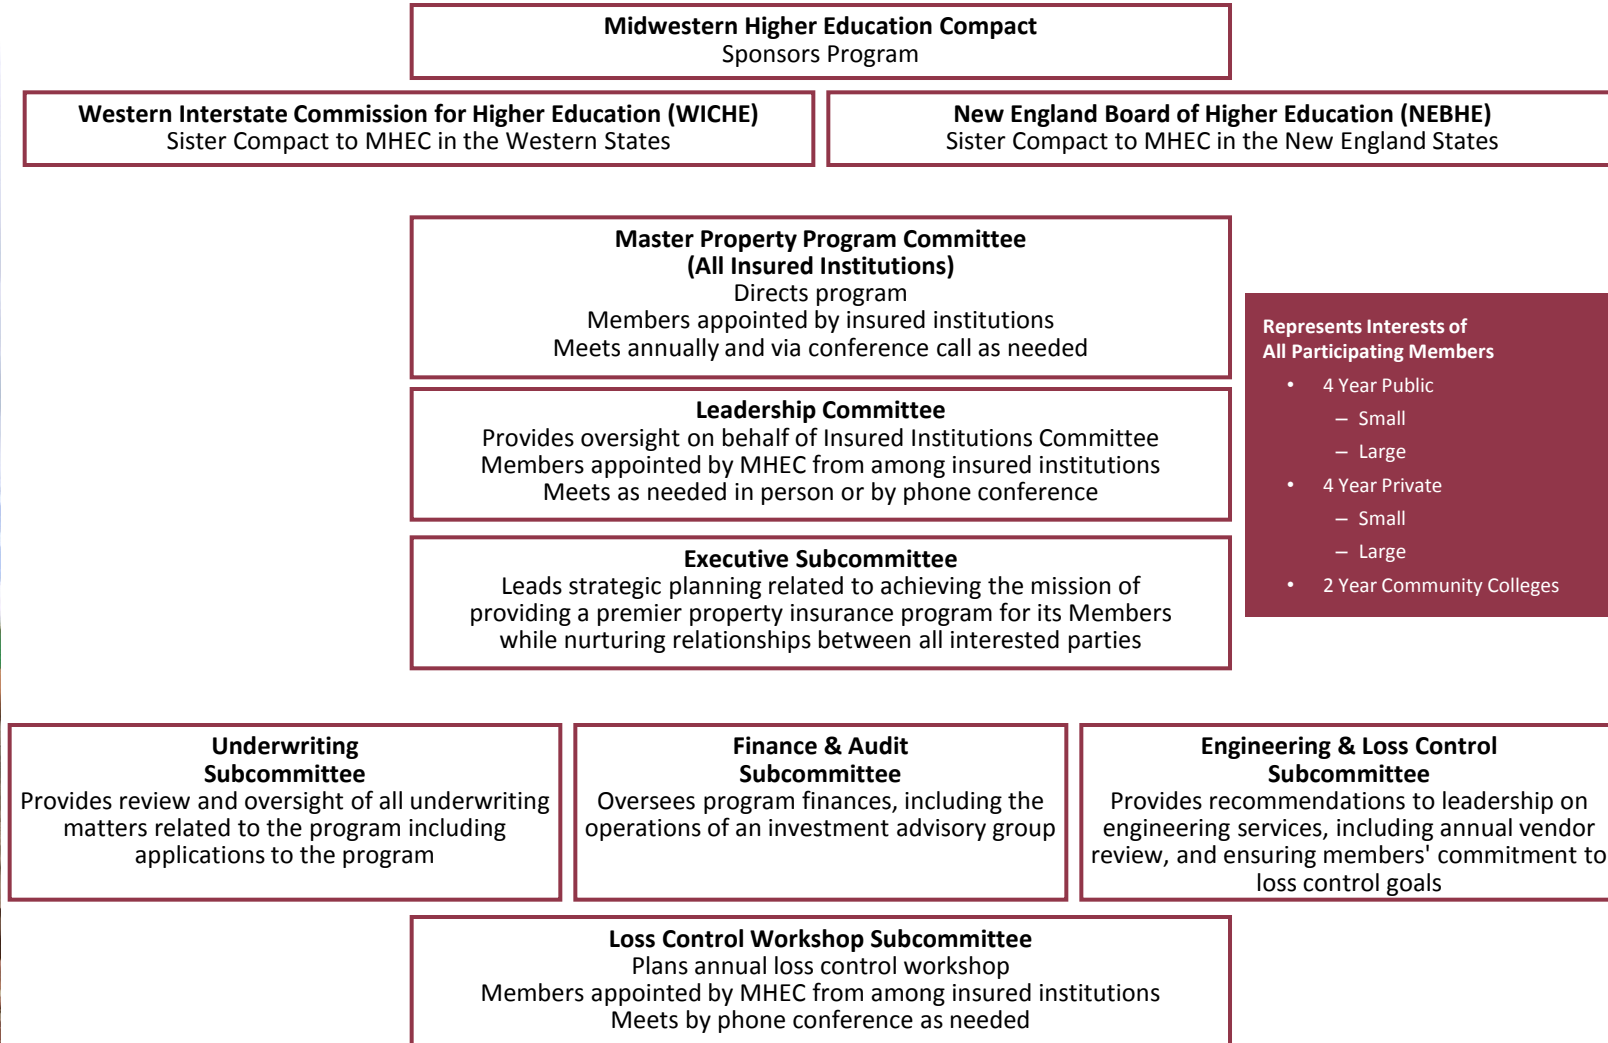 Midwestern Higher Education Compact
Sponsors Program
Western Interstate Commission for Higher Education (WICHE)
Sister Compact to MHEC in the Western States
New England Board of Higher Education (NEBHE)
Sister Compact to MHEC in the New England States
Master Property Program Committee
(All Insured Institutions)
Directs program
Members appointed by insured institutions
Meets annually and via conference call as needed
Leadership Committee
Provides oversight on behalf of Insured Institutions Committee
Members appointed by MHEC from among insured institutions
Meets as needed in person or by phone conference
Executive Subcommittee
Leads strategic planning related to achieving the mission of
providing a premier property insurance program for its Members
while nurturing relationships between all interested parties
Represents Interests of
All Participating Members
• 4 Year Public
– Small
– Large
• 4 Year Private
– Small
– Large
• 2 Year Community Colleges
Underwriting
Subcommittee
Provides review and oversight of all underwriting
matters related to the program including
applications to the program
Finance & Audit
Subcommittee
Oversees program finances, including the
operations of an investment advisory group
Engineering & Loss Control
Subcommittee
Provides recommendations to leadership on
engineering services, including annual vendor
review, and ensuring members' commitment to
loss control goals
Loss Control Workshop Subcommittee
Plans annual loss control workshop
Members appointed by MHEC from among insured institutions
Meets by phone conference as needed